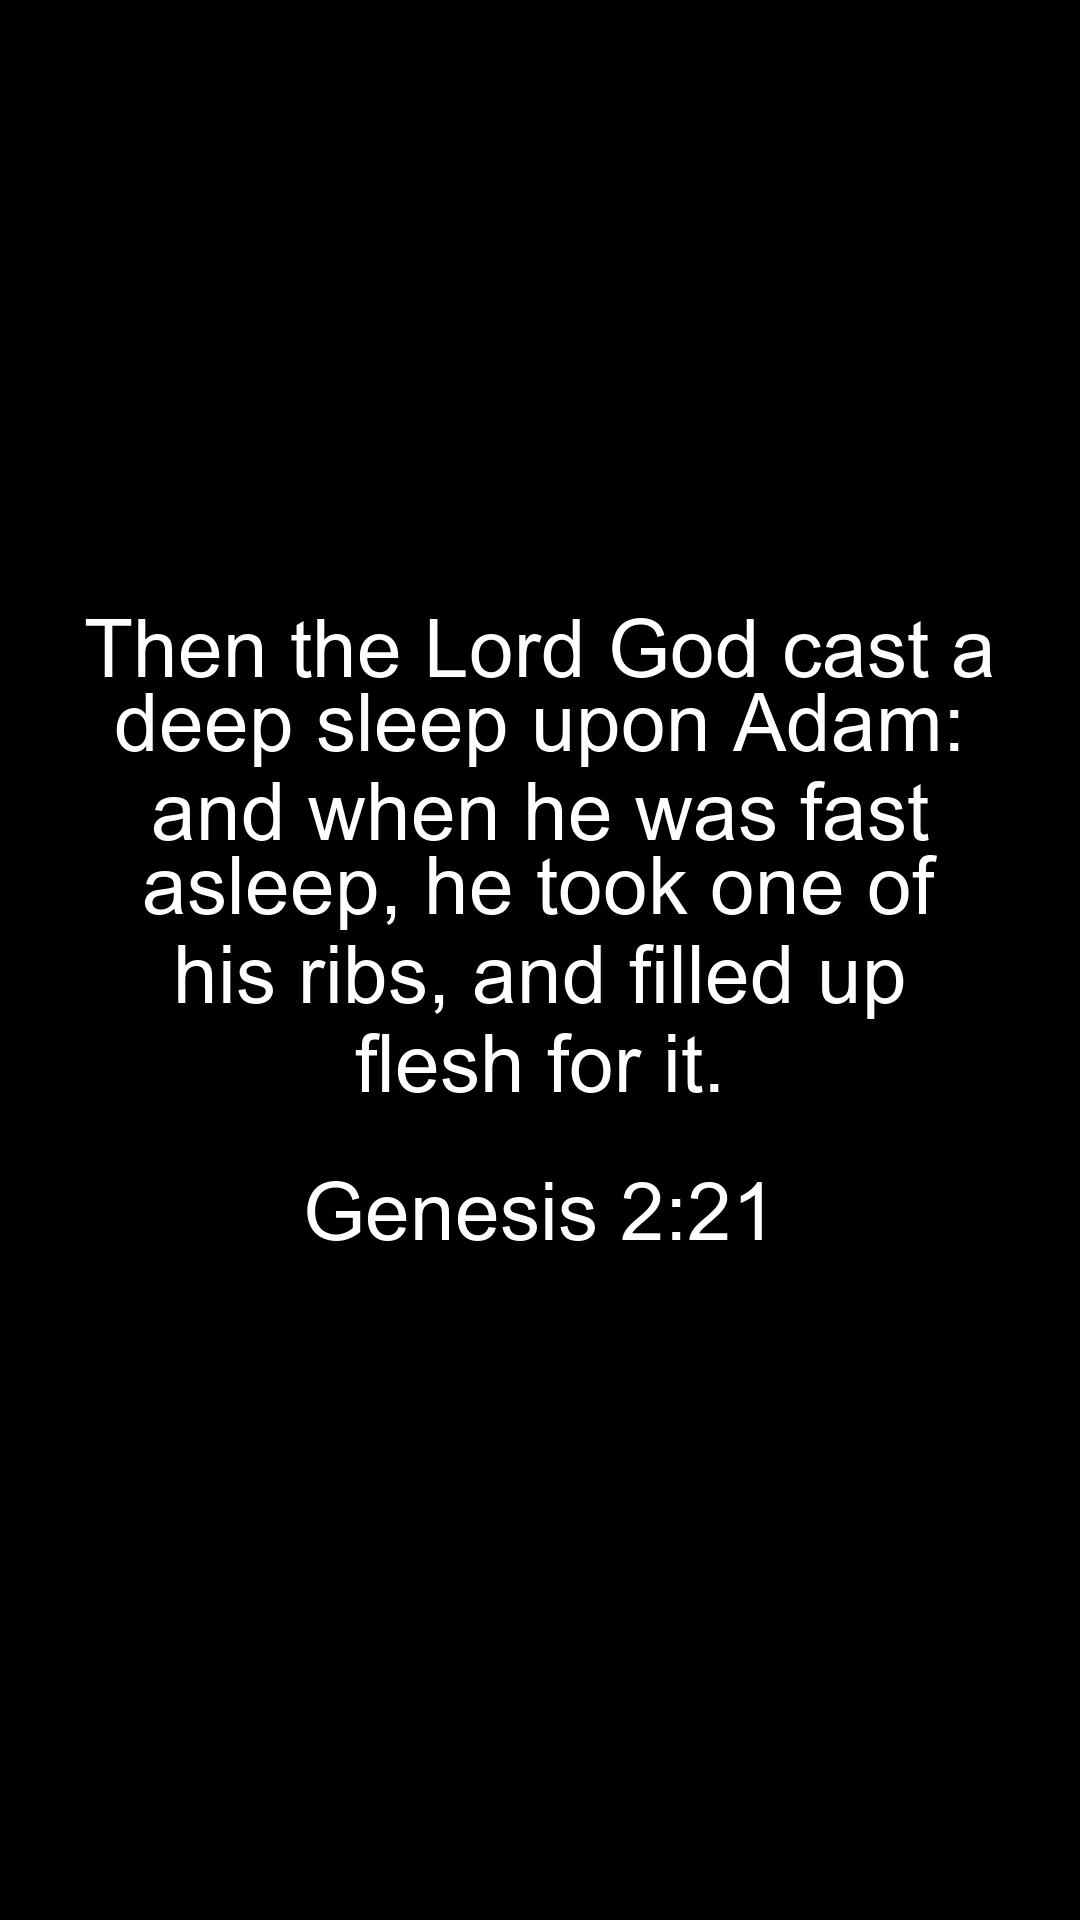 Then the Lord God cast a
deep sleep upon Adam:
and when he was fast
asleep, he took one of
his ribs, and filled up
flesh for it.
Genesis 2:21